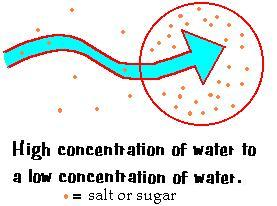 High concentration of water to
a low concentration of water.
= salt or sugar